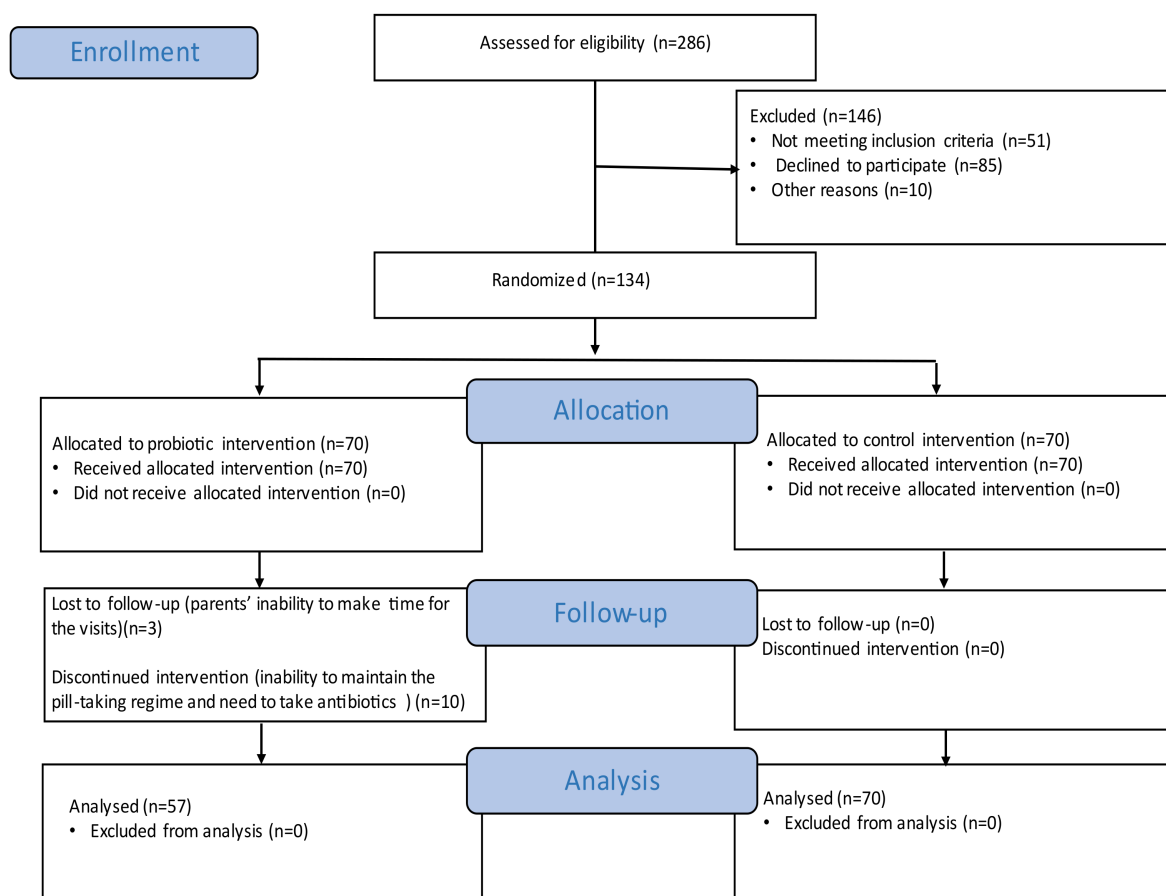 Enrollment
Assessed for eligibility (n=286)
Excluded (n=146)
• Not meeting inclusion criteria (n=51)
• Declined to participate (n=85)
• Other reasons (n=10)
Randomized (n=134)
Allocation
Allocated to probiotic intervention (n=70)
• Received allocated intervention (n=70)
• Did not receive allocated intervention (n=0)
Allocated to control intervention (n=70)
• Received allocated intervention (n=70)
• Did not receive allocated intervention (n=0)
Follow-up
Lost to follow-up (parents’ inability to make time for
the visits)(n=3)
Discontinued intervention (inability to maintain the
pill-taking regime and need to take antibiotics ) (n=10)
Lost to follow-up (n=0)
Discontinued intervention (n=0)
Analysis
Analysed (n=57)
• Excluded from analysis (n=0)
Analysed (n=70)
• Excluded from analysis (n=0)